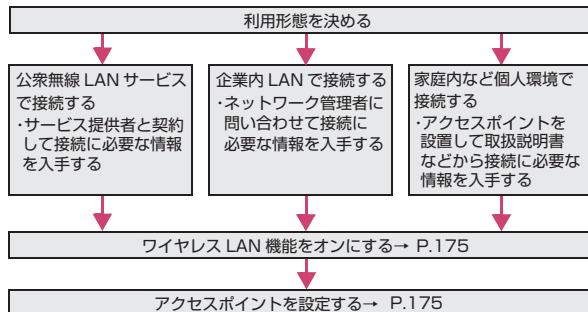 利用形態を決める
公衆無線 LAN サービス
で接続する
・サービス提供者と契約
して接続に必要な情報
を入手する
企業内 LAN で接続する
・ネットワーク管理者に
問い合わせて接続に
必要な情報を入手する
家庭内など個人環境で
接続する
・アクセスポイントを
設置して取扱説明書
などから接続に必要な
情報を入手する
ワイヤレス LAN 機能をオンにする→ P.175
アクセスポイントを設定する→ P.175